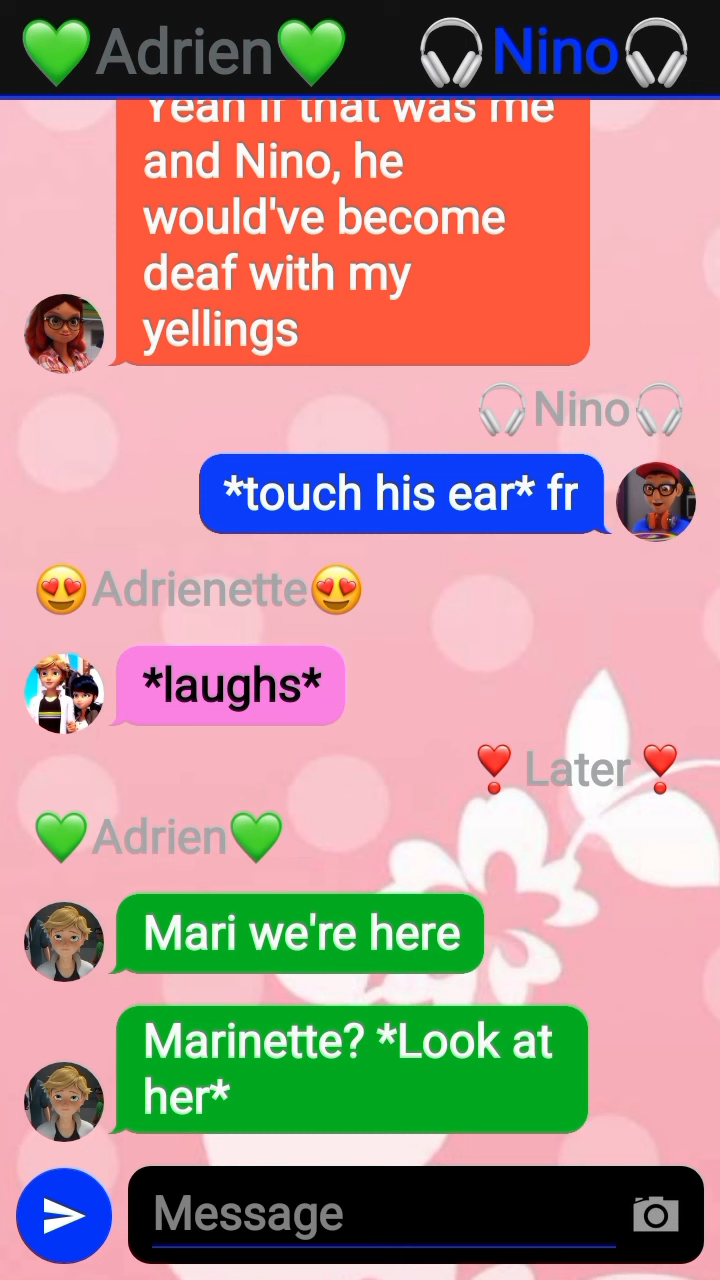 💚Adrien💚 🎧Nino🎧
Yeah if that was me
and Nino, he
would've become
deaf with my
yellings
🎧Nino🎧
*touch his ear* fr
😍Adrienette😍
*laughs*
❣️Later❣️
💚Adrien💚
Mari we're here
Marinette? *Look at
her*
Message